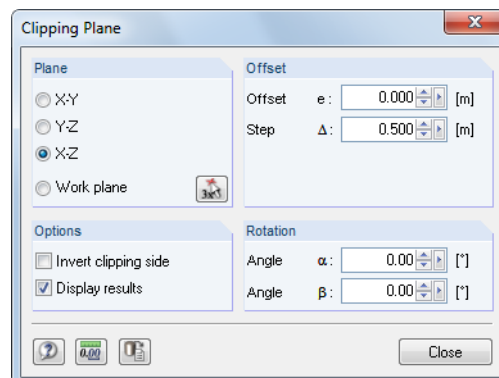 Clipping Plane
Plane
X-Y
Y-Z
X-Z
Work plane
Offset
Offset e: 0.000 [m]
Step Δ: 0.500 [m]
Options
Invert clipping side
Display results
Rotation
Angle α: 0.00 [°]
Angle β: 0.00 [°]
0.00
Close